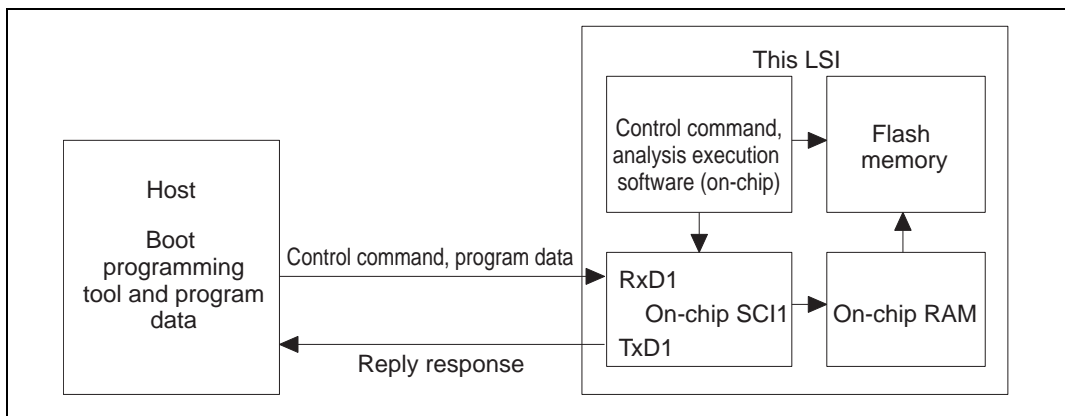 This LSI
Host
Boot
programming
tool and program
data
Control command, program data
Reply response
Control command,
analysis execution
software (on-chip)
Flash
memory
RxD1
On-chip SCI1
TxD1
On-chip RAM